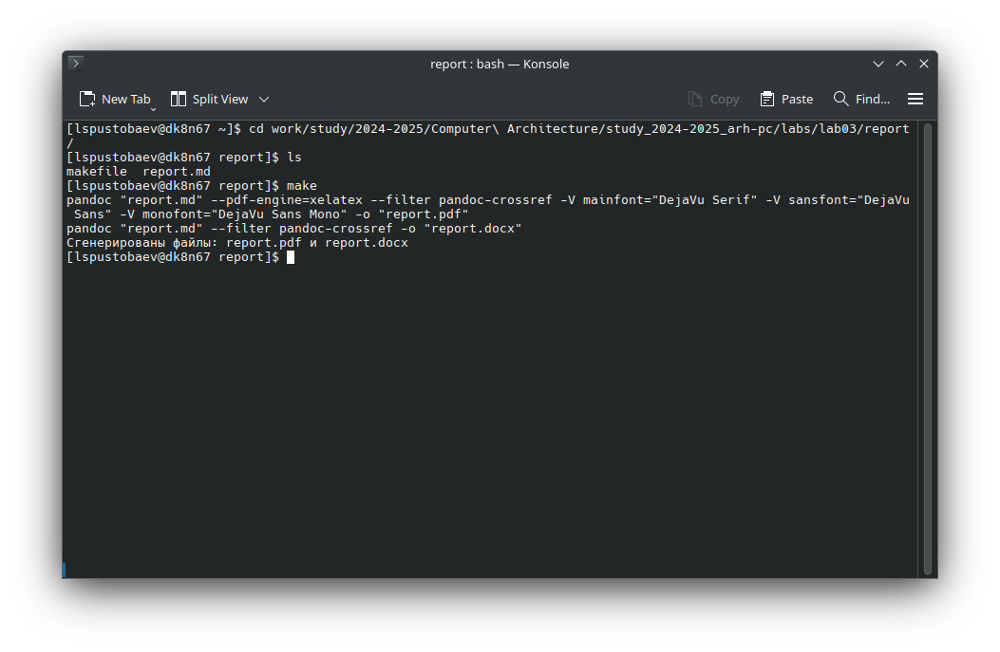 report : bash — Konsole
New Tab Split View Copy Paste Find...
[lspustobaev@dk8n67 ~]$ cd work/study/2024-2025/Computer\ Architecture/study_2024-2025_arh-pc/labs/lab03/report
/
[lspustobaev@dk8n67 report]$ ls
makefile  report.md
[lspustobaev@dk8n67 report]$ make
pandoc "report.md" --pdf-engine=xelatex --filter pandoc-crossref -V mainfont="DejaVu Serif" -V sansfont="DejaVu
 Sans" -V monofont="DejaVu Sans Mono" -o "report.pdf"
pandoc "report.md" --filter pandoc-crossref -o "report.docx"
Сгенерированы файлы: report.pdf и report.docx
[lspustobaev@dk8n67 report]$